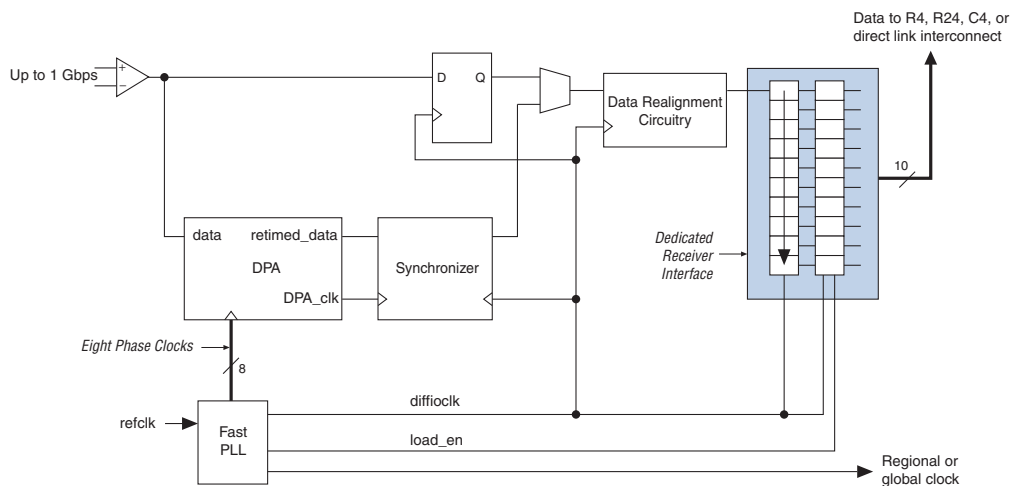 Data to R4, R24, C4, or
direct link interconnect
Up to 1 Gbps
+
−
D Q
Data Realignment
Circuitry
10
data retimed_data
DPA
DPA_clk
Synchronizer
Dedicated
Receiver
Interface
Eight Phase Clocks
8
refclk
Fast
PLL
diffioclk
load_en
Regional or
global clock